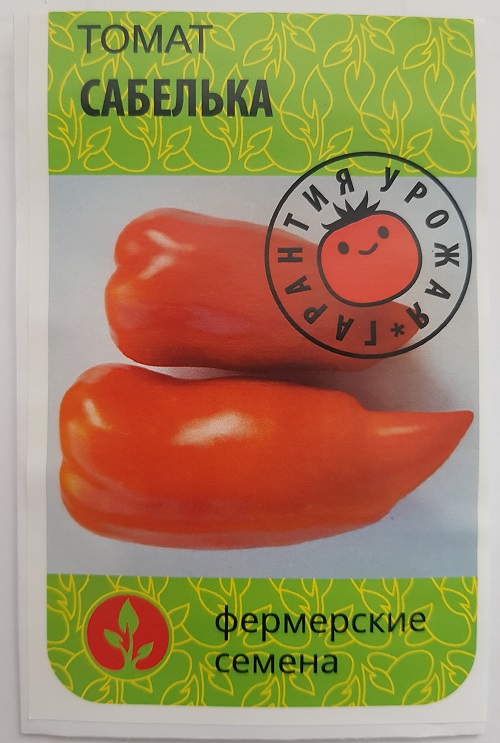 ТОМАТ
САБЕЛЬКА
ГАРАНТИЯ УРОЖАЯ*
фермерские
семена